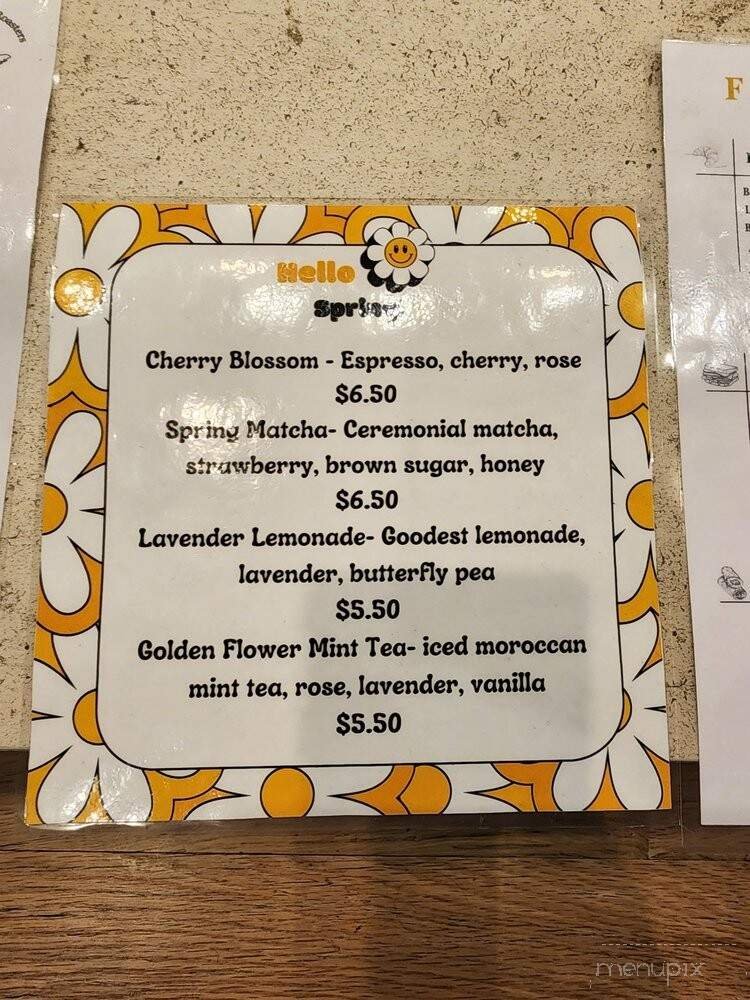 Hello
Spring
Cherry Blossom - Espresso, cherry, rose
$6.50
Spring Matcha- Ceremonial matcha,
strawberry, brown sugar, honey
$6.50
Lavender Lemonade- Goodest lemonade,
lavender, butterfly pea
$5.50
Golden Flower Mint Tea- iced moroccan
mint tea, rose, lavender, vanilla
$5.50
F
menupix